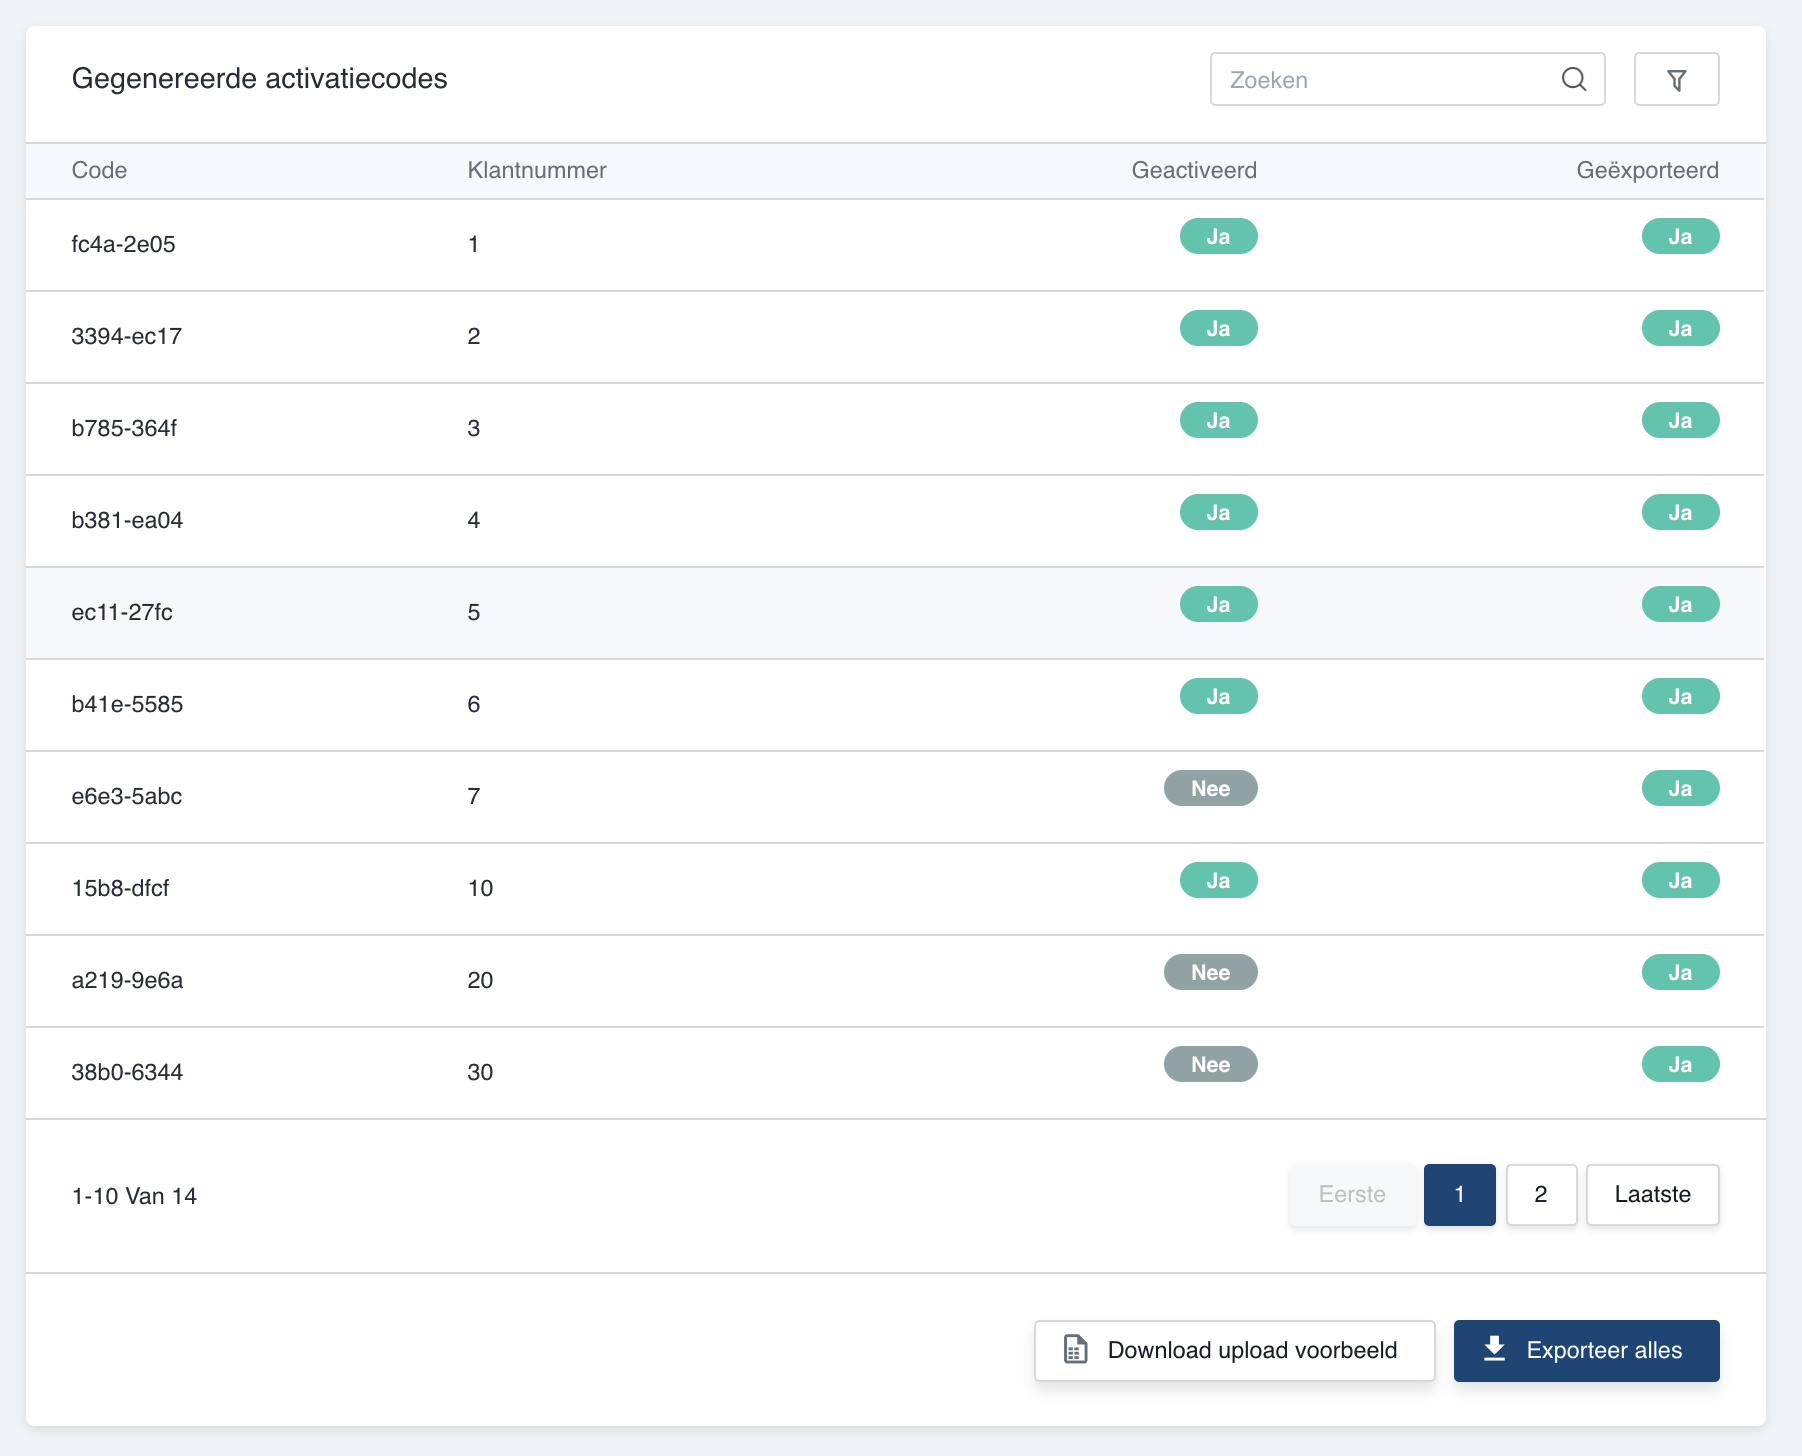 Gegenereerde activatiecodes
Zoeken
Code Klantnummer Geactiveerd Geëxporteerd
fc4a-2e05 1 Ja Ja
3394-ec17 2 Ja Ja
b785-364f 3 Ja Ja
b381-ea04 4 Ja Ja
ec11-27fc 5 Ja Ja
b41e-5585 6 Ja Ja
e6e3-5abc 7 Nee Ja
15b8-dfcf 10 Ja Ja
a219-9e6a 20 Nee Ja
38b0-6344 30 Nee Ja
1-10 Van 14 Eerste 1 2 Laatste
Download upload voorbeeld Exporteer alles